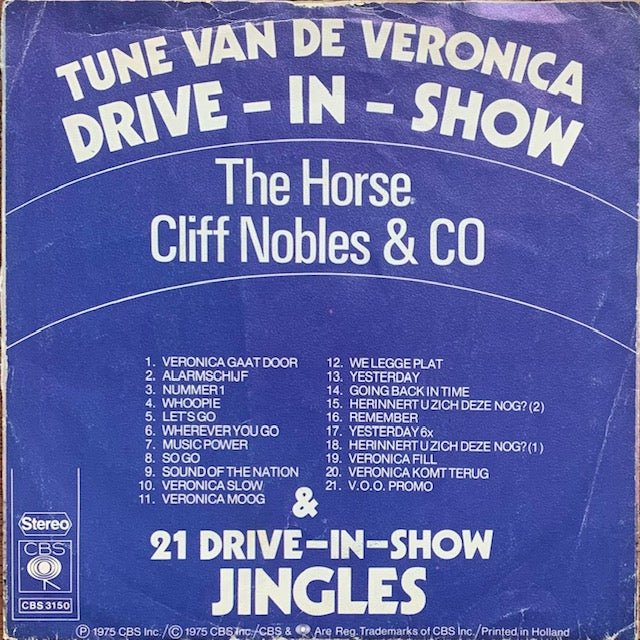 TUNE VAN DE VERONICA
DRIVE - IN - SHOW
The Horse
Cliff Nobles & CO
1. VERONICA GAAT DOOR
2. ALARMSCHIJF
3. NUMMER 1
4. WHOOPIE
5. LET'S GO
6. WHEREVER YOU GO
7. MUSIC POWER
8. SO GO
9. SOUND OF THE NATION
10. VERONICA SLOW
11. VERONICA MOOG
12. WE LEGGE PLAT
13. YESTERDAY
14. GOING BACK IN TIME
15. HERINNERT U ZICH DEZE NOG? (2)
16. REMEMBER
17. YESTERDAY 6x
18. HERINNERT U ZICH DEZE NOG? (1)
19. VERONICA FILL
20. VERONICA KOMT TERUG
21. V.O.O. PROMO
&
21 DRIVE-IN-SHOW
JINGLES
Stereo
CBS
CBS 3150
Ⓟ 1975 CBS Inc./Ⓒ 1975 CBS Inc./CBS & Are Reg. Trademarks of CBS Inc./Printed in Holland